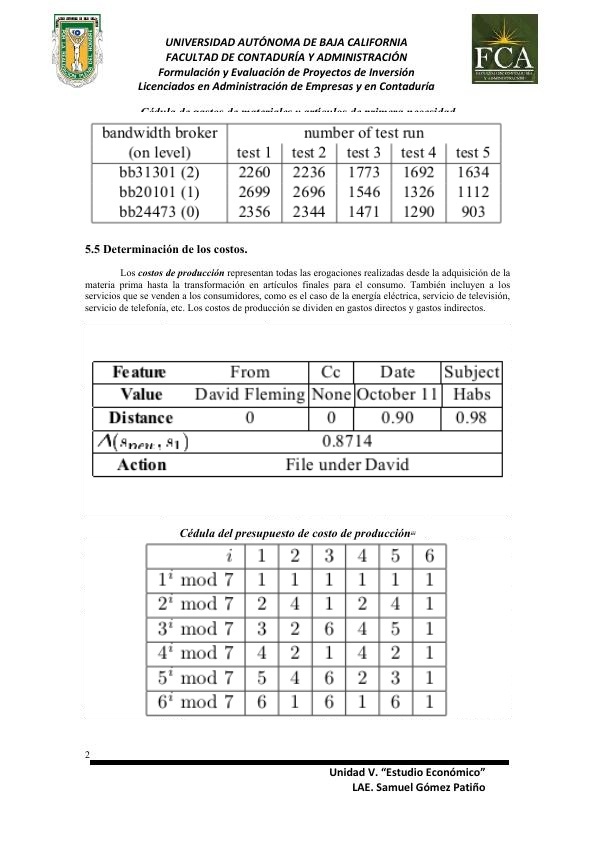 UNIVERSIDAD AUTÓNOMA DE BAJA CALIFORNIA
FACULTAD DE CONTADURÍA Y ADMINISTRACIÓN
Formulación y Evaluación de Proyectos de Inversión
Licenciados en Administración de Empresas y en Contaduría
FCA
Cédula de gastos de materiales y artículos de primera necesidad
bandwidth broker number of test run
(on level) test 1 test 2 test 3 test 4 test 5
bb31301 (2) 2260 2236 1773 1692 1634
bb20101 (1) 2699 2696 1546 1326 1112
bb24473 (0) 2356 2344 1471 1290 903
5.5 Determinación de los costos.
Los costos de producción representan todas las erogaciones realizadas desde la adquisición de la
materia prima hasta la transformación en artículos finales para el consumo. También incluyen a los
servicios que se venden a los consumidores, como es el caso de la energía eléctrica, servicio de televisión,
servicio de telefonía, etc. Los costos de producción se dividen en gastos directos y gastos indirectos.
Feature From Cc Date Subject
Value David Fleming None October 11 Habs
Distance 0 0 0.90 0.98
Λ(s_new, s_1) 0.8714
Action File under David
Cédula del presupuesto de costo de producción
i 1 2 3 4 5 6
1^i mod 7 1 1 1 1 1 1
2^i mod 7 2 4 1 2 4 1
3^i mod 7 3 2 6 4 5 1
4^i mod 7 4 2 1 4 2 1
5^i mod 7 5 4 6 2 3 1
6^i mod 7 6 1 6 1 6 1
2
Unidad V. “Estudio Económico”
LAE. Samuel Gómez Patiño